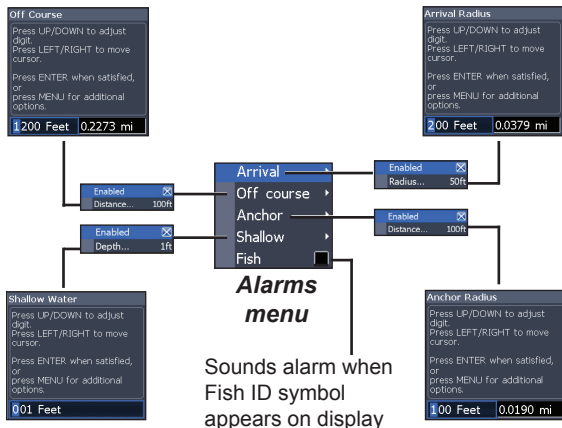 Off Course
Press UP/DOWN to adjust
digit.
Press LEFT/RIGHT to move
cursor.
Press ENTER when satisfied,
or
press MENU for additional
options.
1200 Feet 0.2273 mi
Arrival Radius
Press UP/DOWN to adjust
digit.
Press LEFT/RIGHT to move
cursor.
Press ENTER when satisfied,
or
press MENU for additional
options.
200 Feet 0.0379 mi
Enabled
Distance... 100ft
Enabled
Depth... 1ft
Arrival
Off course
Anchor
Shallow
Fish
Alarms
menu
Enabled
Radius... 50ft
Enabled
Distance... 100ft
Shallow Water
Press UP/DOWN to adjust
digit.
Press LEFT/RIGHT to move
cursor.
Press ENTER when satisfied,
or
press MENU for additional
options.
001 Feet
Sounds alarm when
Fish ID symbol
appears on display
Anchor Radius
Press UP/DOWN to adjust
digit.
Press LEFT/RIGHT to move
cursor.
Press ENTER when satisfied,
or
press MENU for additional
options.
100 Feet 0.0190 mi